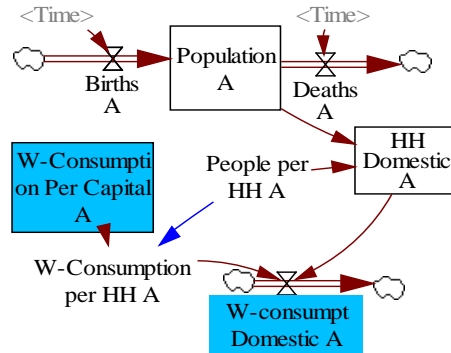 <Time>
<Time>
Births
A
Population
A
Deaths
A
W-Consumpti
on Per Capital
A
People per
HH A
HH
Domestic
A
W-Consumption
per HH A
W-consumpt
Domestic A